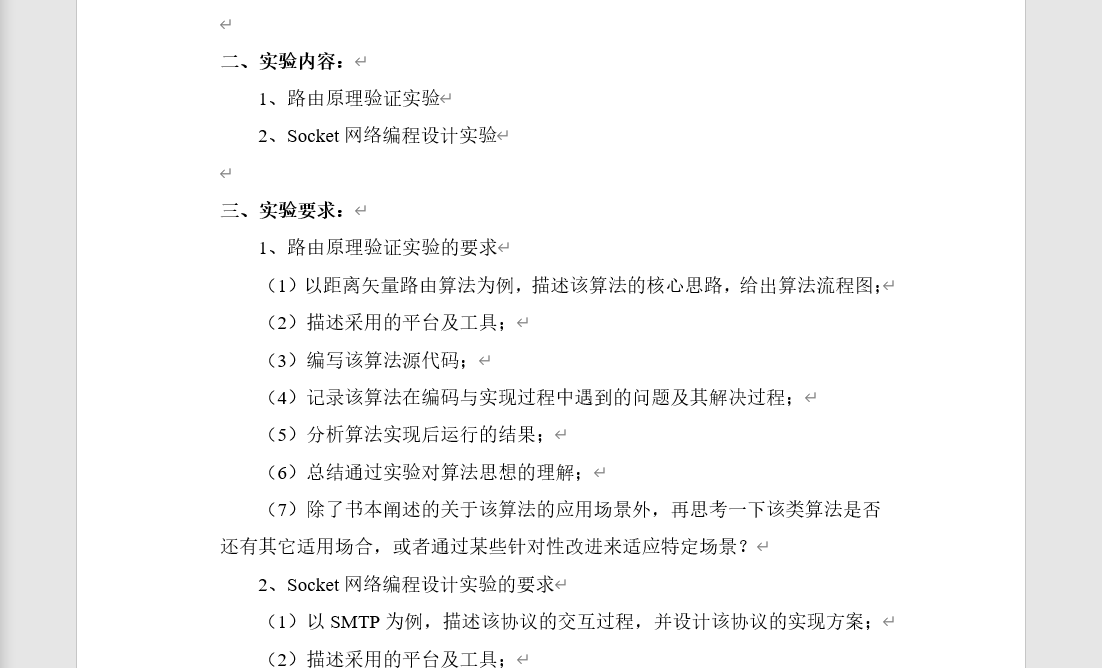 二、实验内容：
1、路由原理验证实验
2、Socket 网络编程设计实验
三、实验要求：
1、路由原理验证实验的要求
（1）以距离矢量路由算法为例，描述该算法的核心思路，给出算法流程图；
（2）描述采用的平台及工具；
（3）编写该算法源代码；
（4）记录该算法在编码与实现过程中遇到的问题及其解决过程；
（5）分析算法实现后运行的结果；
（6）总结通过实验对算法思想的理解；
（7）除了书本阐述的关于该算法的应用场景外，再思考一下该类算法是否
还有其它适用场合，或者通过某些针对性改进来适应特定场景？
2、Socket 网络编程设计实验的要求
（1）以 SMTP 为例，描述该协议的交互过程，并设计该协议的实现方案；
（2）描述采用的平台及工具；